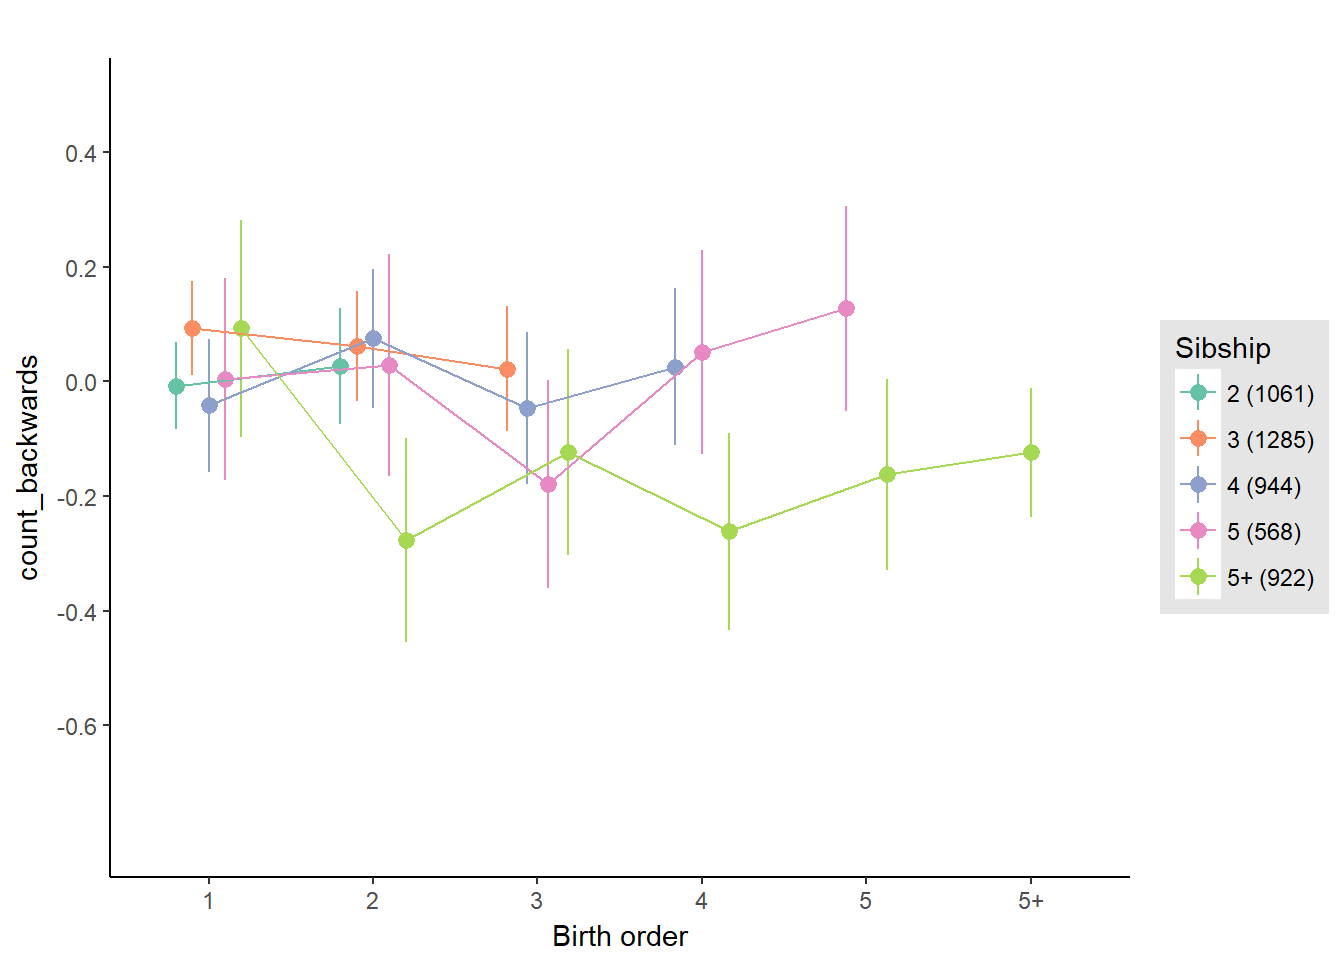 count_backwards
0.4
0.2
0.0
-0.2
-0.4
-0.6
1 2 3 4 5 5+
Birth order
Sibship
2 (1061)
3 (1285)
4 (944)
5 (568)
5+ (922)